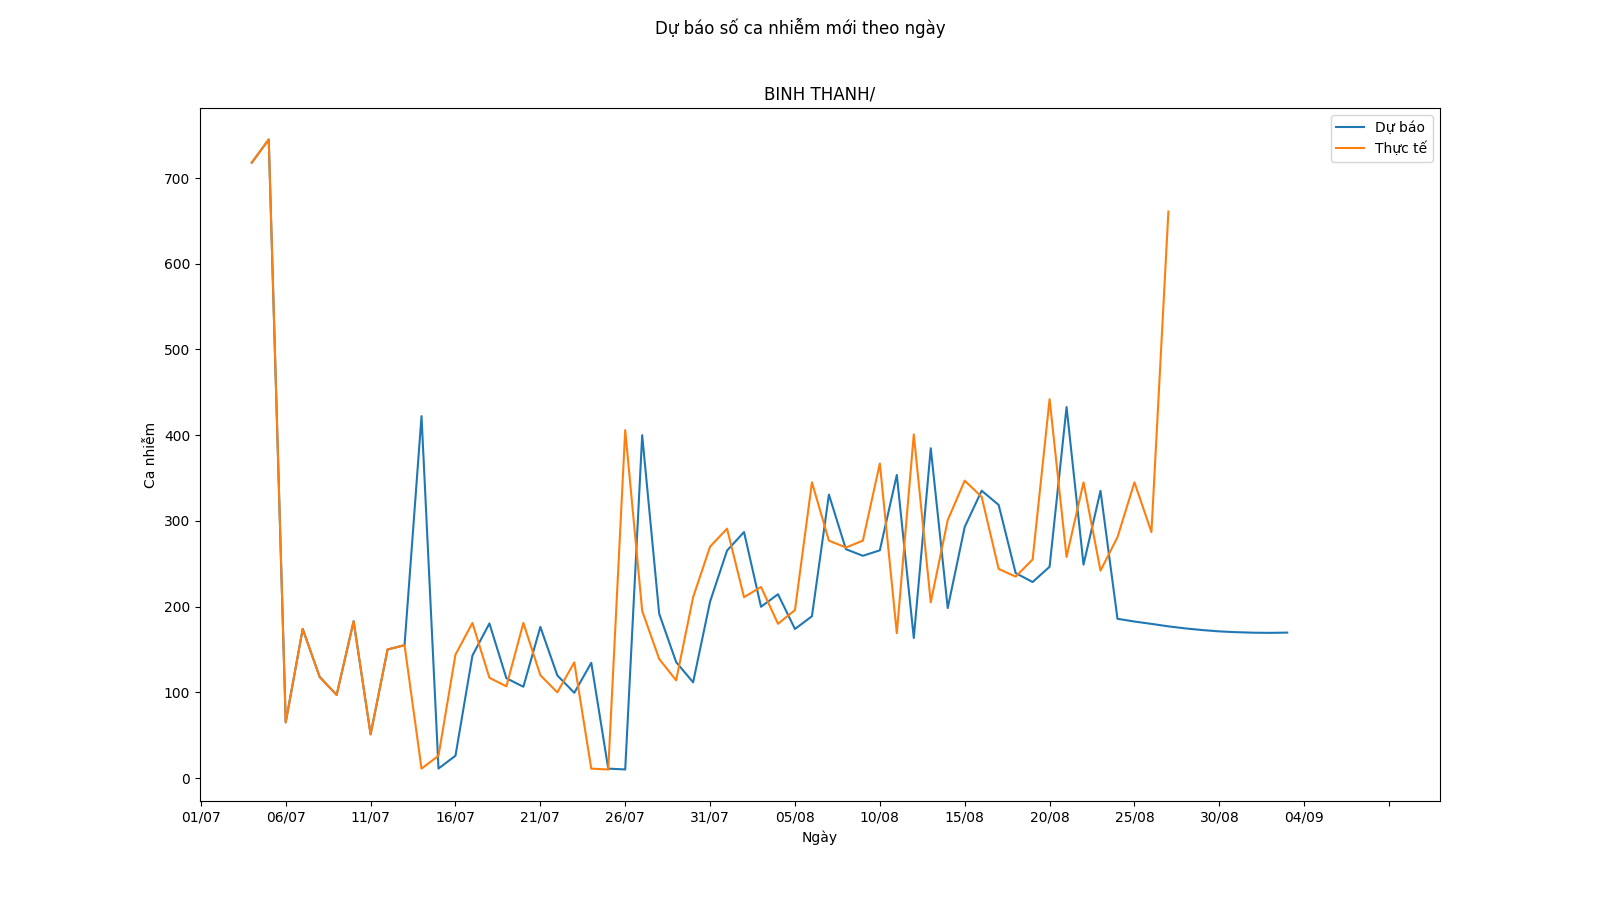 Dự báo số ca nhiễm mới theo ngày
BINH THANH/
Dự báo
Thực tế
Ca nhiễm
700
600
500
400
300
200
100
0
01/07 06/07 11/07 16/07 21/07 26/07 31/07 05/08 10/08 15/08 20/08 25/08 30/08 04/09
Ngày